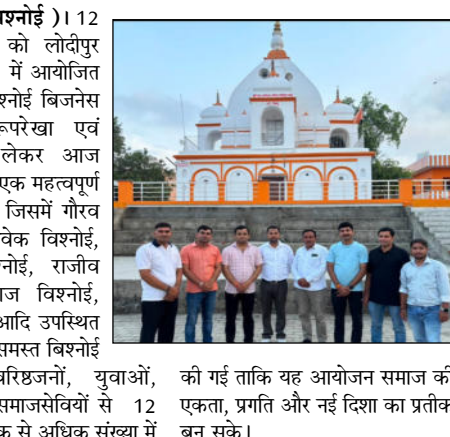 श्नोई )। 12
को लोदीपुर
में आयोजित
श्नोई बिजनेस
रूपरेखा एवं
लेकर आज
एक महत्वपूर्ण
जिसमें गौरव
वेक विश्नोई,
नोई, राजीव
ाज विश्नोई,
आदि उपस्थित
समस्त बिश्नोई
वरिष्ठजनों, युवाओं,
समाजसेवियों से 12
क से अधिक संख्या में
की गई ताकि यह आयोजन समाज की
एकता, प्रगति और नई दिशा का प्रतीक
बन सके।